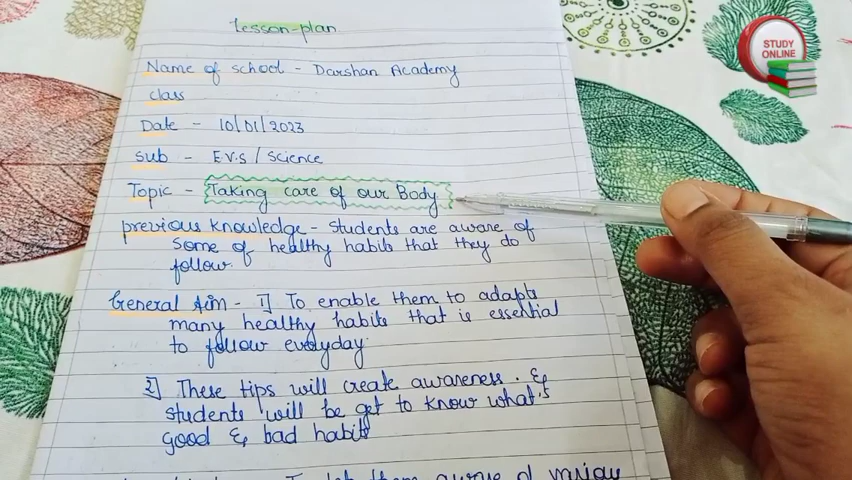 Lesson-plan
Name of school - Darshan Academy
class
Date - 10/01/2023
Sub - E.V.S / Science
Topic - Taking care of our Body
previous knowledge - Students are aware of
some of healthy habits that they do
follow.
General Aim - 1] To enable them to adapts
many healthy habits that is essential
to follow everyday.
2] These tips will create awareness. &
students will be get to know what's
good & bad habits
STUDY
ONLINE